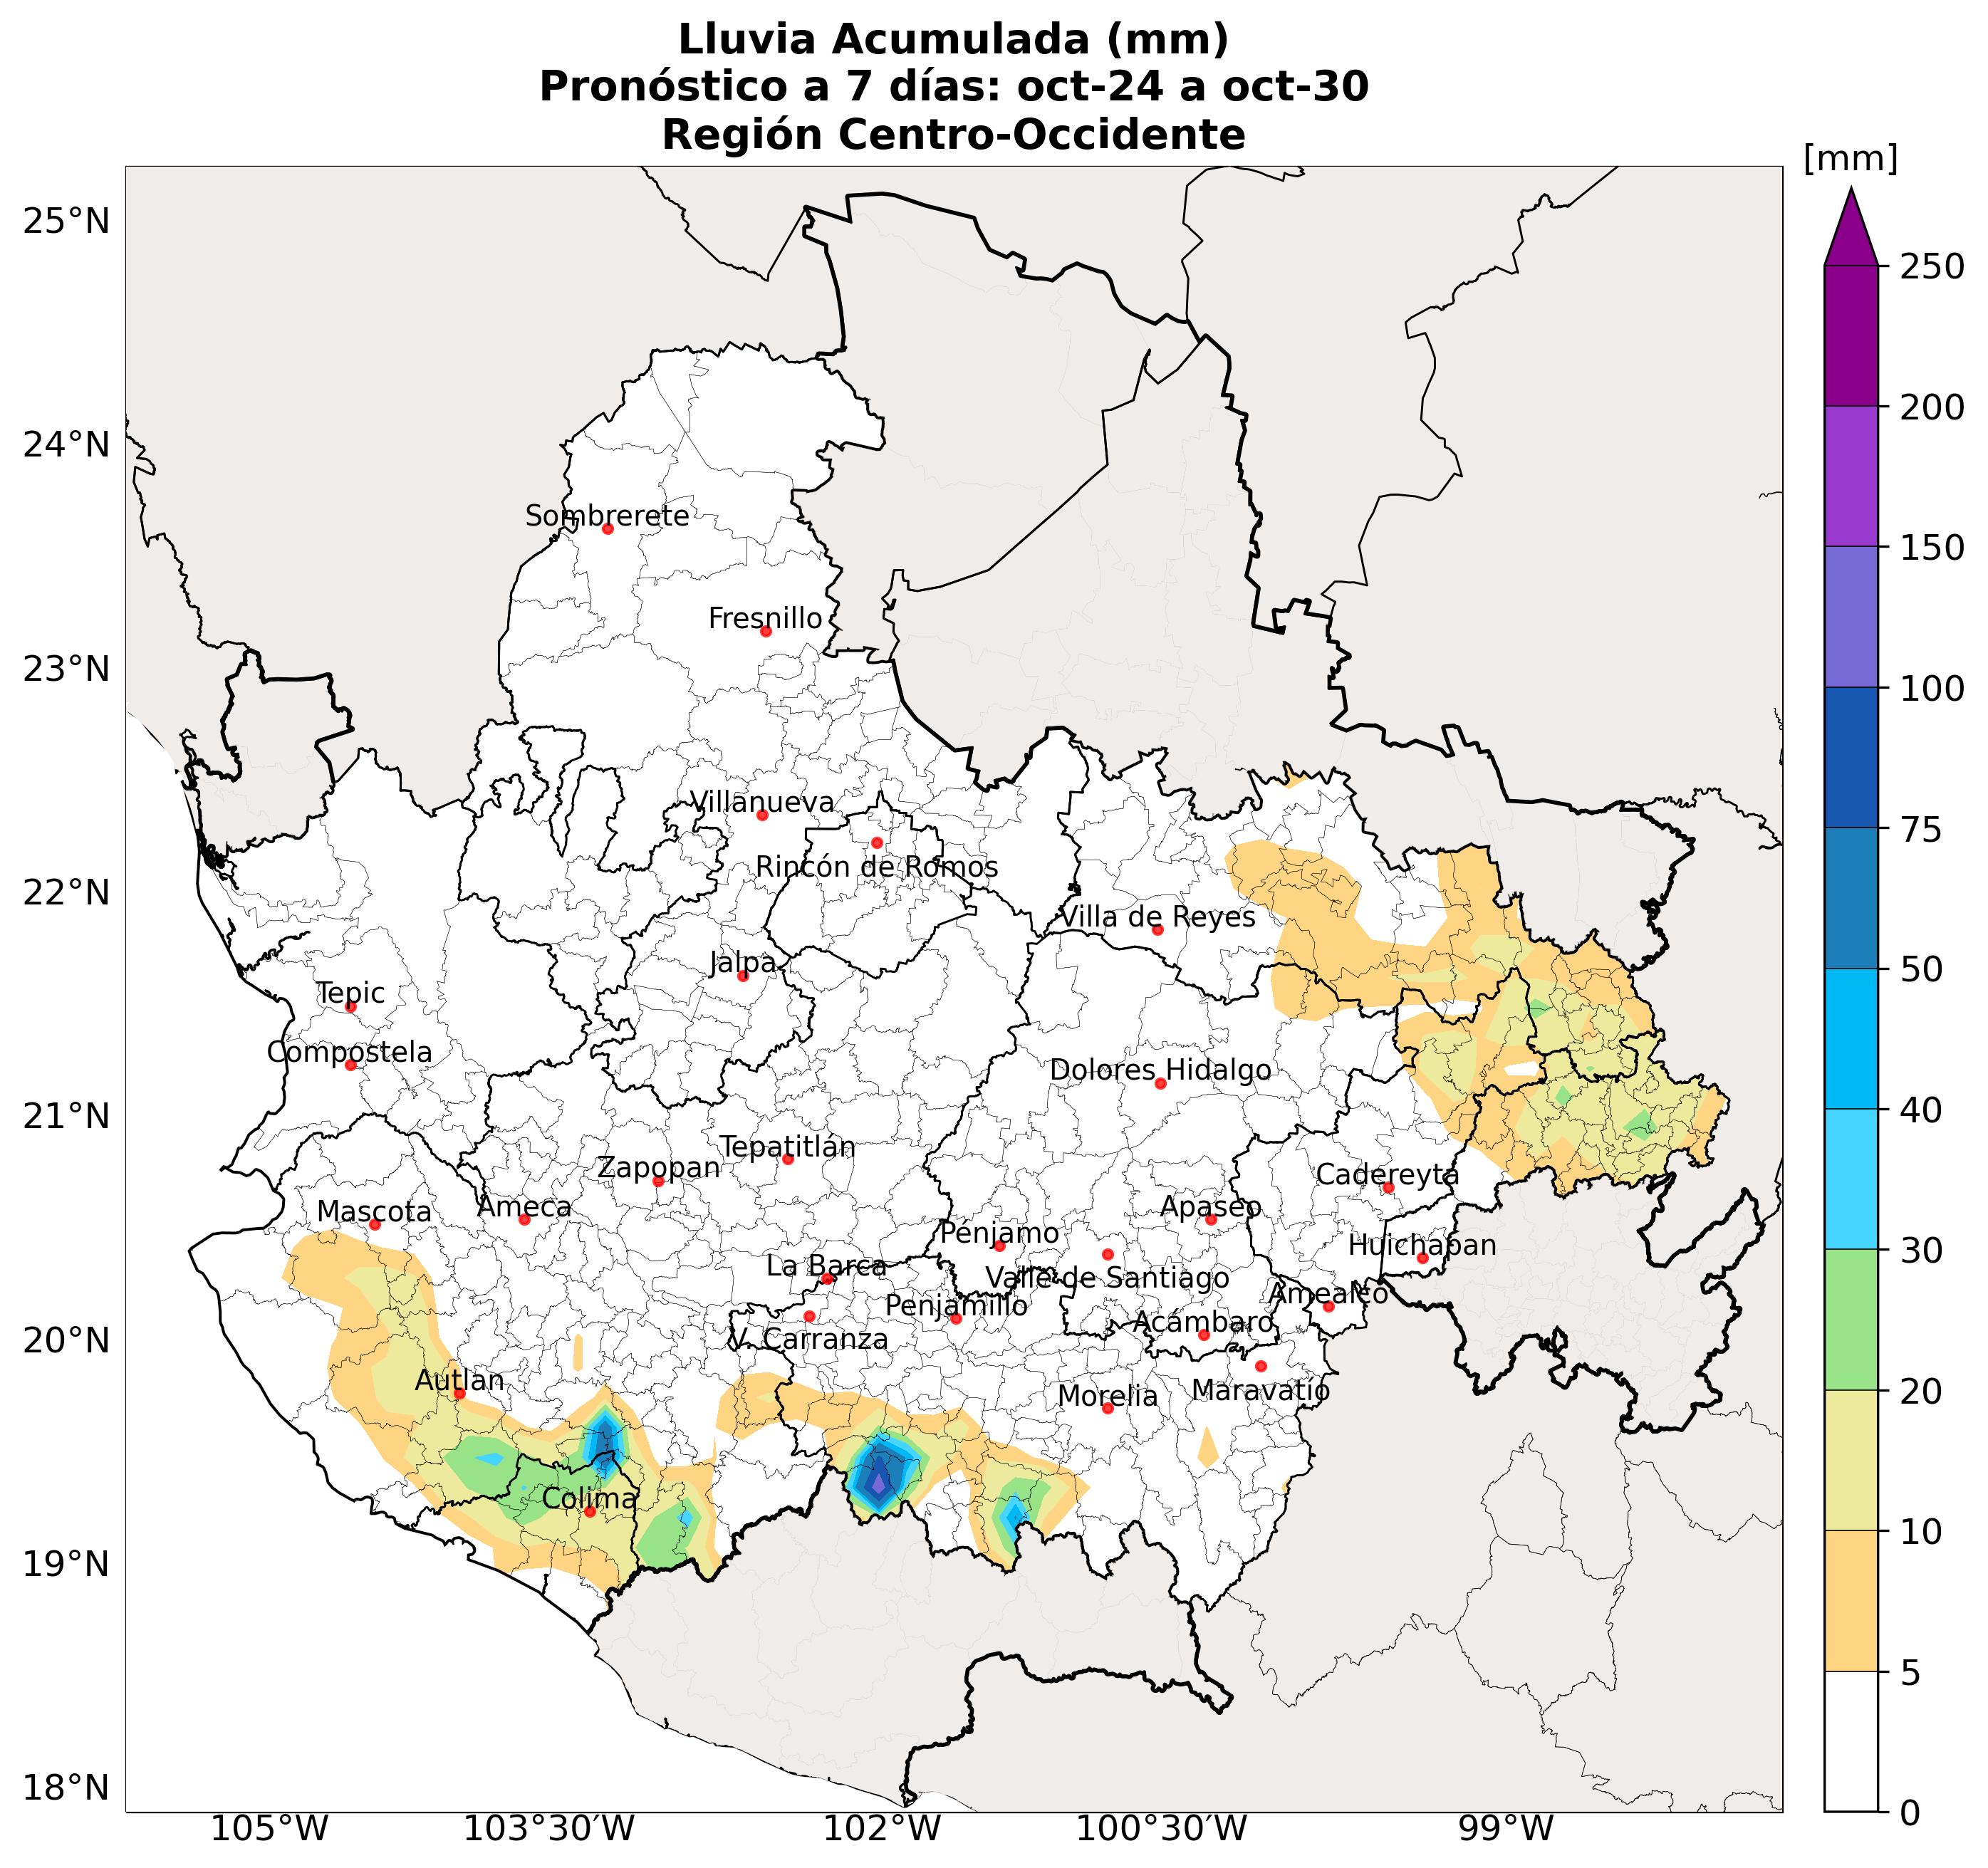 Lluvia Acumulada (mm)
Pronóstico a 7 días: oct-24 a oct-30
Región Centro-Occidente
[mm]
25°N
250
24°N
200
Sombrerete
150
Fresnillo
23°N
100
Villanueva
75
Rincón de Romos
22°N
Villa de Reyes
Jalpa
50
Tepic
Compostela
Dolores Hidalgo
21°N
40
Tepatitlán
Zapopan
Cadereyta
Mascota
Ameca
Apaseo
Pénjamo
Huichapan
30
La Barca
Valle de Santiago
Amealco
Penjamillo
Acámbaro
20°N
V. Carranza
Autlan
Morelia
Maravatío
20
Colima
10
19°N
5
18°N
0
105°W
103°30'W
102°W
100°30'W
99°W